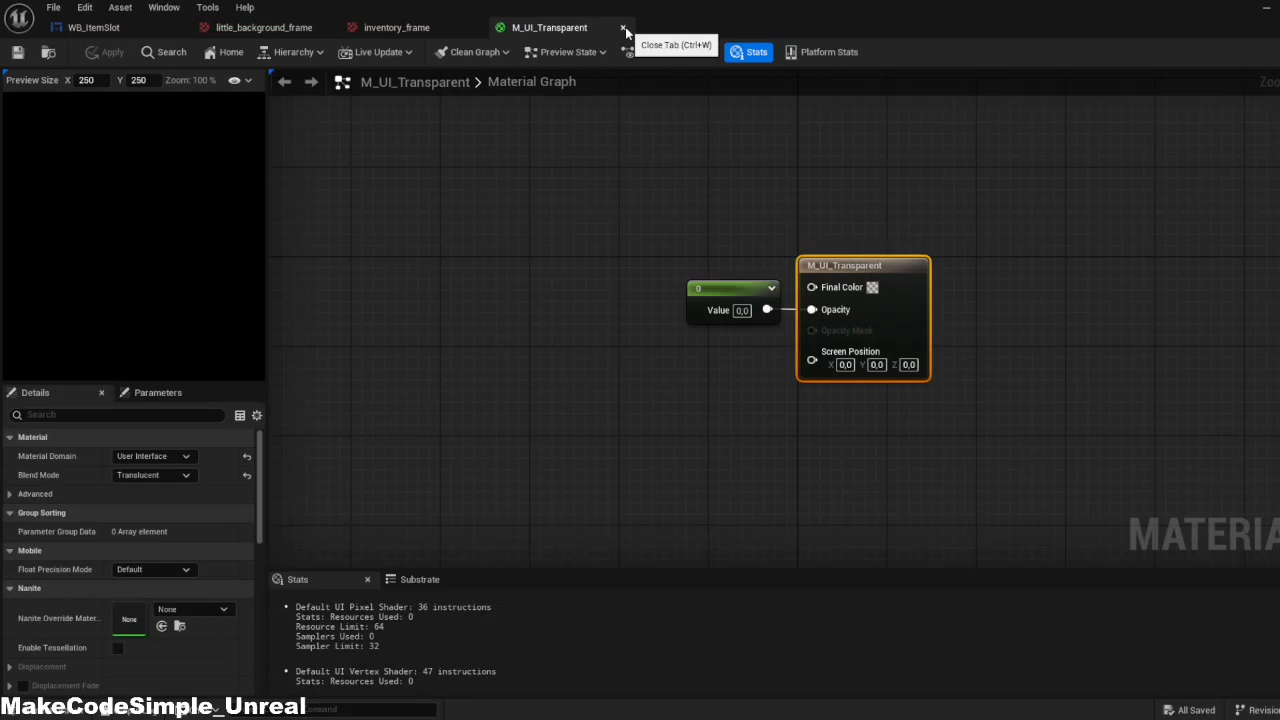 File Edit Asset Window Tools Help
WB_ItemSlot little_background_frame inventory_frame M_UI_Transparent
Close Tab (Ctrl+W)
Apply Search Home Hierarchy Live Update Clean Graph Preview State Stats Platform Stats
Preview Size X 250 Y 250 Zoom: 100%
M_UI_Transparent > Material Graph
Zoo
0
Value 0,0
M_UI_Transparent
Final Color
Opacity
Opacity Mask
Screen Position
X 0,0 Y 0,0 Z 0,0
MATERIA
Details Parameters
Search
Material
Material Domain User Interface
Blend Mode Translucent
Advanced
Group Sorting
Parameter Group Data 0 Array element
Mobile
Float Precision Mode Default
Nanite
Nanite Override Mater... None None
Enable Tessellation
Displacement
Displacement Fade
Stats Substrate
• Default UI Pixel Shader: 36 instructions
Stats: Resources Used: 0
Resource Limit: 64
Samplers Used: 0
Sampler Limit: 32
• Default UI Vertex Shader: 47 instructions
Stats: Resources Used: 0
MakeCodeSimple_Unreal
All Saved Revision